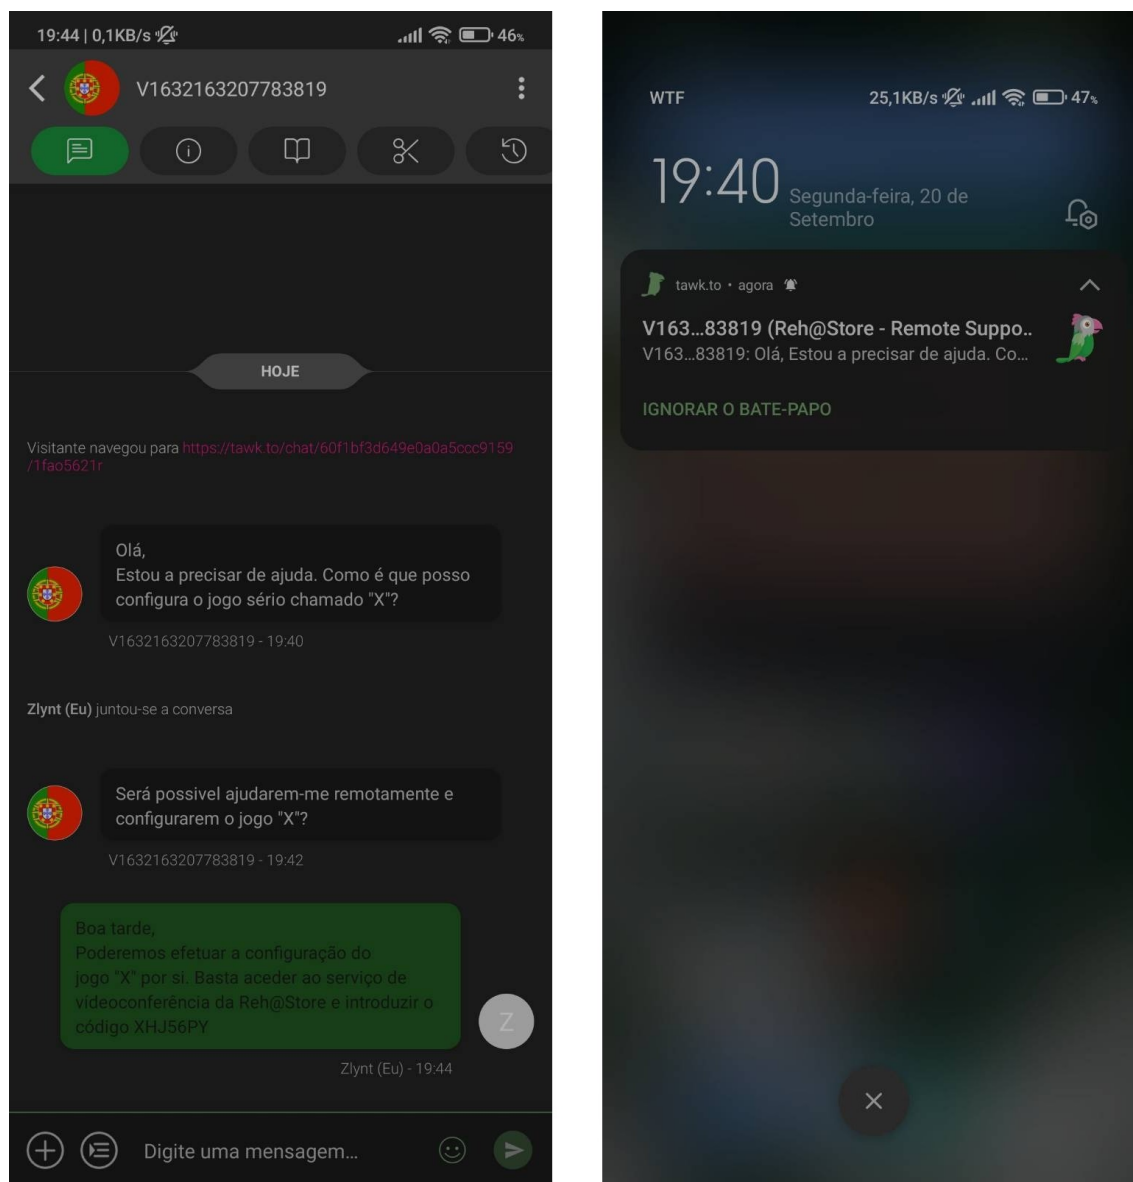 19:44 | 0,1KB/s
46%
V1632163207783819
HOJE
Visitante navegou para https://tawk.to/chat/60f1bf3d649e0a0a5ccc9159
/1fao5621r
Olá,
Estou a precisar de ajuda. Como é que posso
configura o jogo sério chamado "X"?
V1632163207783819 - 19:40
Zlynt (Eu) juntou-se a conversa
Será possivel ajudarem-me remotamente e
configurarem o jogo "X"?
V1632163207783819 - 19:42
Boa tarde,
Poderemos efetuar a configuração do
jogo "X" por si. Basta aceder ao serviço de
vídeoconferência da Reh@Store e introduzir o
código XHJ56PY
Z
Zlynt (Eu) - 19:44
Digite uma mensagem...
WTF
25,1KB/s
47%
19:40
Segunda-feira, 20 de
Setembro
tawk.to • agora
V163...83819 (Reh@Store - Remote Suppo..
V163...83819: Olá, Estou a precisar de ajuda. Co...
IGNORAR O BATE-PAPO